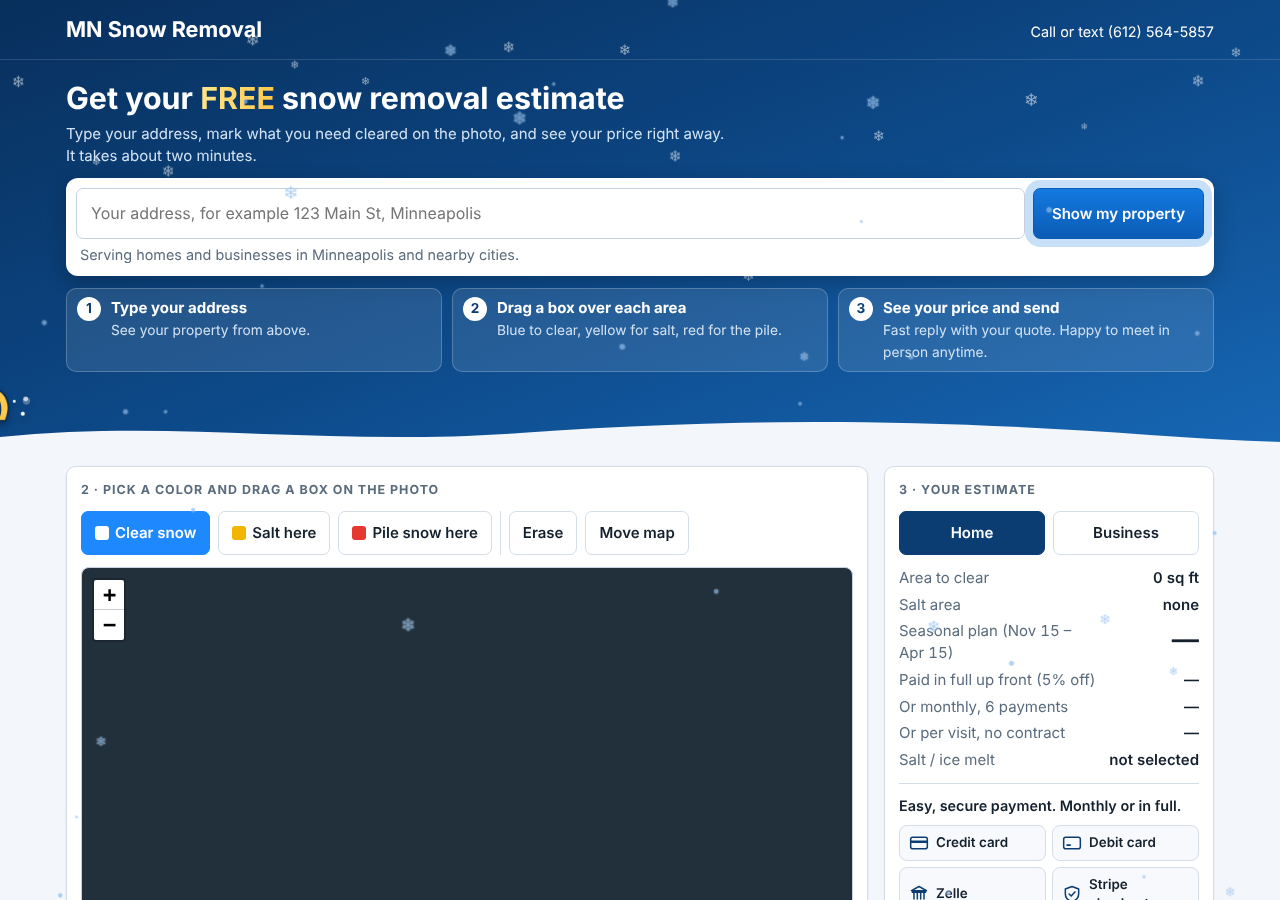 MN Snow Removal
Call or text (612) 564-5857
Get your FREE snow removal estimate
Type your address, mark what you need cleared on the photo, and see your price right away.
It takes about two minutes.
Your address, for example 123 Main St, Minneapolis
Show my property
Serving homes and businesses in Minneapolis and nearby cities.
1 Type your address
See your property from above.
2 Drag a box over each area
Blue to clear, yellow for salt, red for the pile.
3 See your price and send
Fast reply with your quote. Happy to meet in
person anytime.
2 · PICK A COLOR AND DRAG A BOX ON THE PHOTO
Clear snow
Salt here
Pile snow here
Erase
Move map
+
−
3 · YOUR ESTIMATE
Home
Business
Area to clear 0 sq ft
Salt area none
Seasonal plan (Nov 15 –
Apr 15) —
Paid in full up front (5% off) —
Or monthly, 6 payments —
Or per visit, no contract —
Salt / ice melt not selected
Easy, secure payment. Monthly or in full.
Credit card
Debit card
Zelle
Stripe